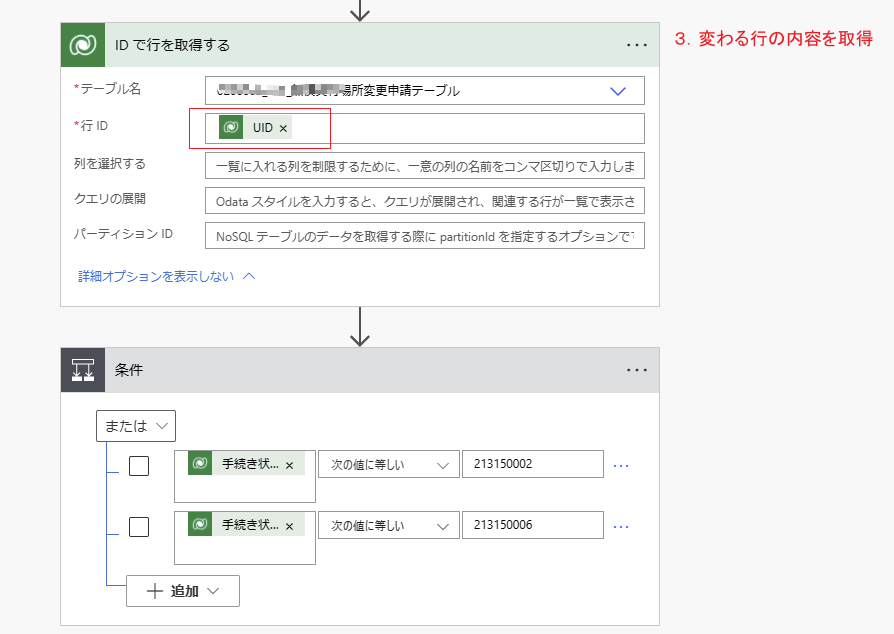 ID で行を取得する
3. 変わる行の内容を取得
*テーブル名
場所変更申請テーブル
*行 ID
UID ×
列を選択する
一覧に入れる列を制限するために、一意の列の名前をコンマ区切りで入力しま
クエリの展開
Odata スタイルを入力すると、クエリが展開され、関連する行が一覧で表示さ
パーティション ID
NoSQL テーブルのデータを取得する際に partitionId を指定するオプションで
詳細オプションを表示しない
条件
または
手続き状... × 次の値に等しい 213150002
手続き状... × 次の値に等しい 213150006
追加